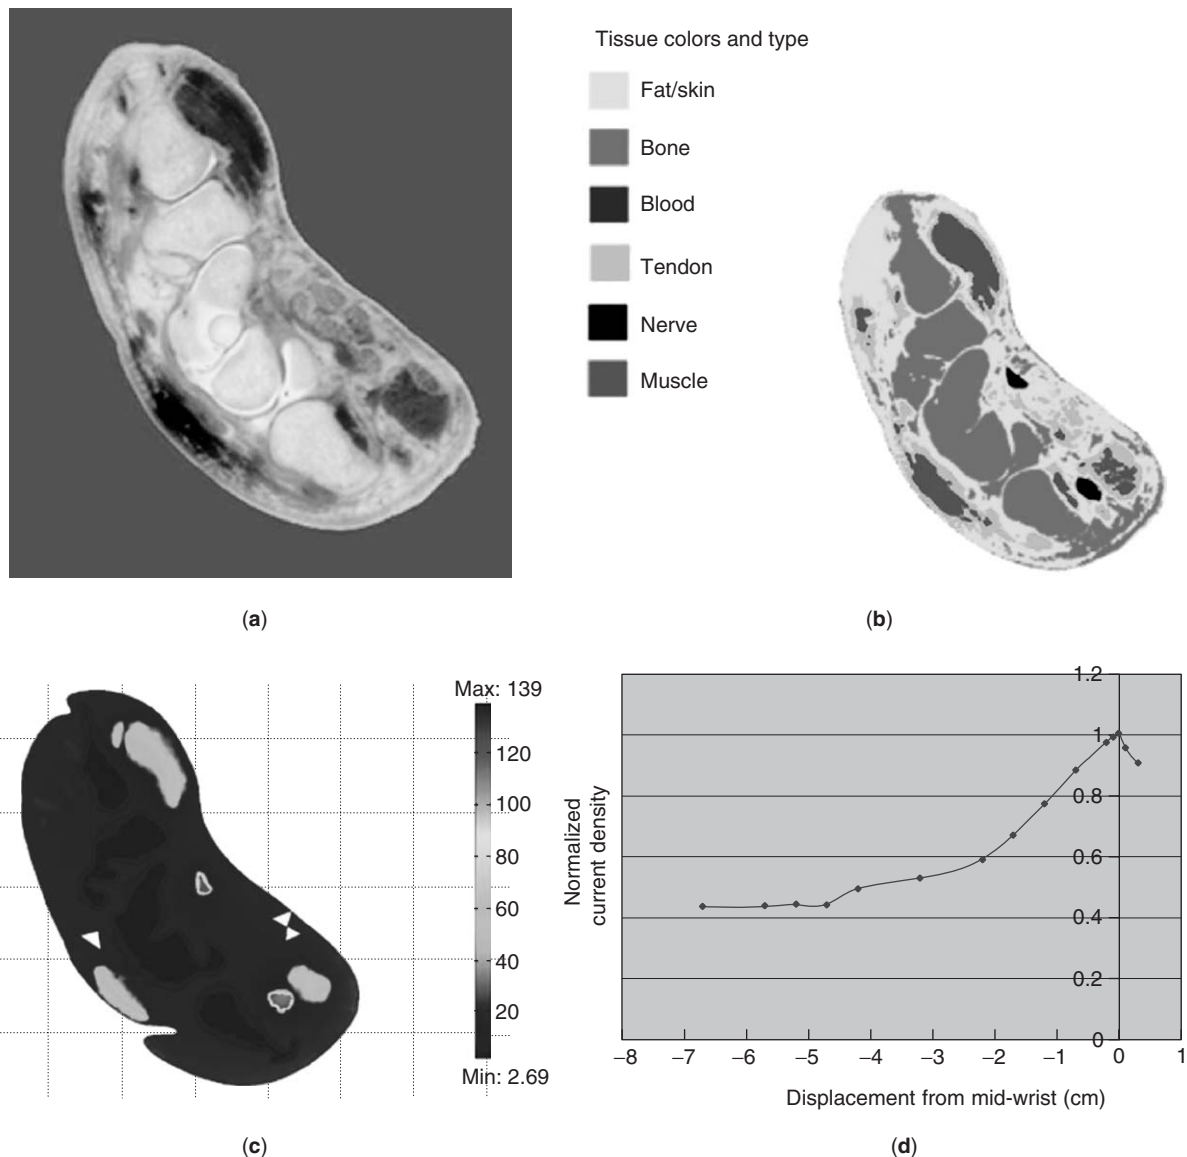 Tissue colors and type
Fat/skin
Bone
Blood
Tendon
Nerve
Muscle
(a)
(b)
Max: 139
120
100
80
60
40
20
Min: 2.69
(c)
Normalized
current density
1.2
1
0.8
0.6
0.4
0.2
0
–8
–7
–6
–5
–4
–3
–2
–1
0
1
Displacement from mid-wrist (cm)
(d)